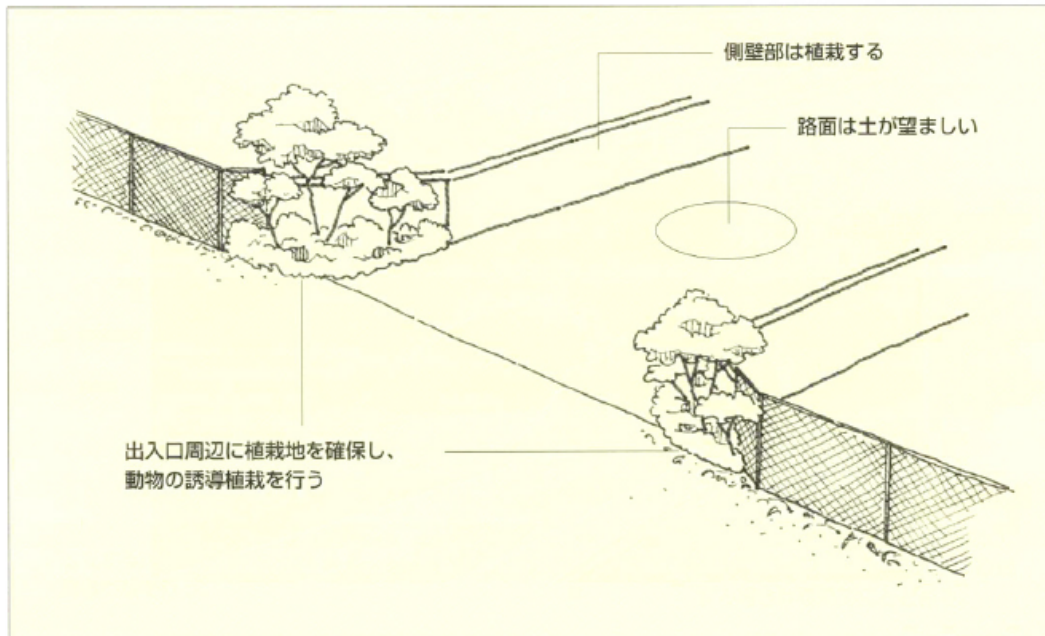 側壁部は植栽する
路面は土が望ましい
出入口周辺に植栽地を確保し、
動物の誘導植栽を行う